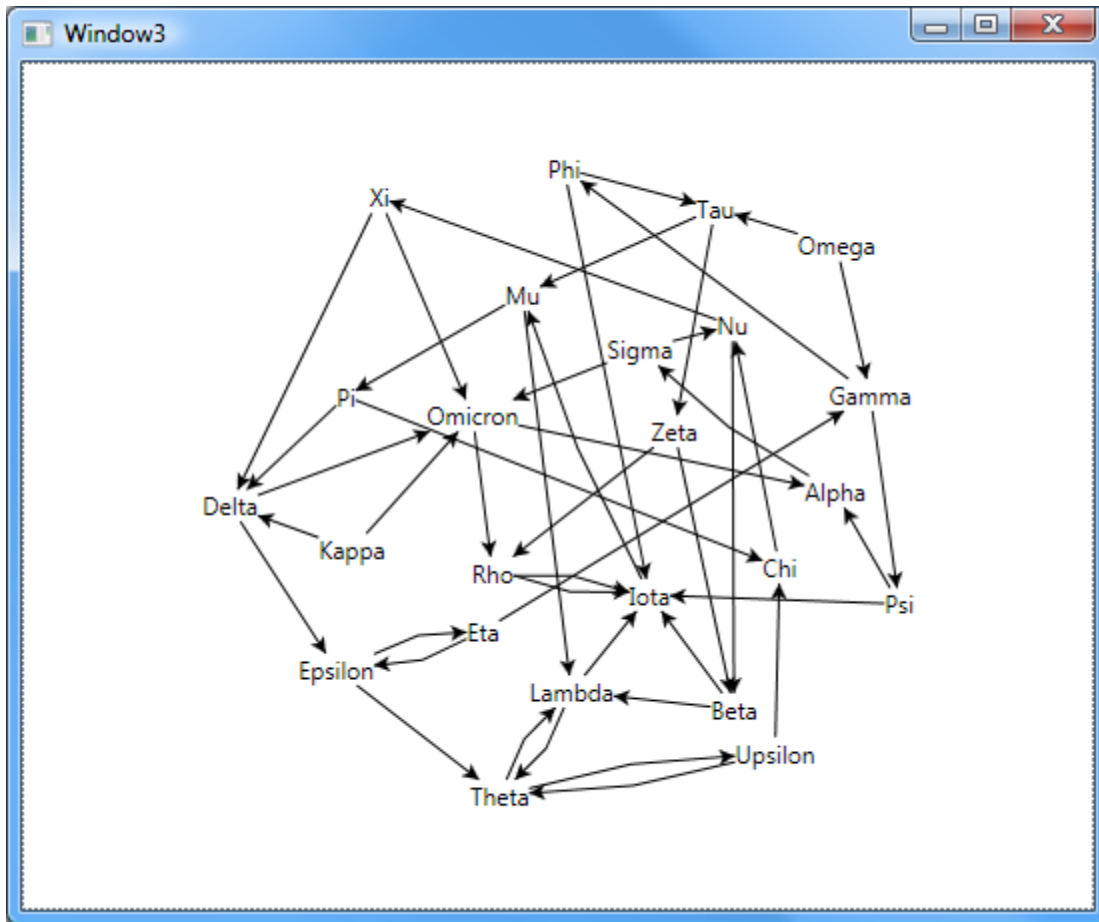 Window3
Phi
Xi
Tau
Omega
Mu
Nu
Sigma
Pi
Gamma
Omicron
Zeta
Alpha
Delta
Kappa
Chi
Rho
Iota
Psi
Eta
Epsilon
Lambda
Beta
Upsilon
Theta